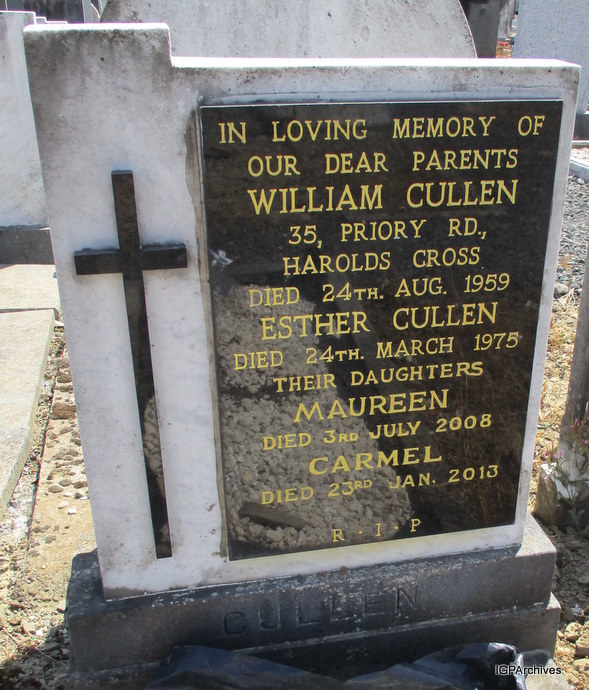 IN LOVING MEMORY OF
OUR DEAR PARENTS
WILLIAM CULLEN
35, PRIORY RD.,
HAROLDS CROSS
DIED 24TH. AUG. 1959
ESTHER CULLEN
DIED 24TH. MARCH 1975
THEIR DAUGHTERS
MAUREEN
DIED 3RD JULY 2008
CARMEL
DIED 23RD JAN. 2013
R · I · P
CULLEN
IGPArchives